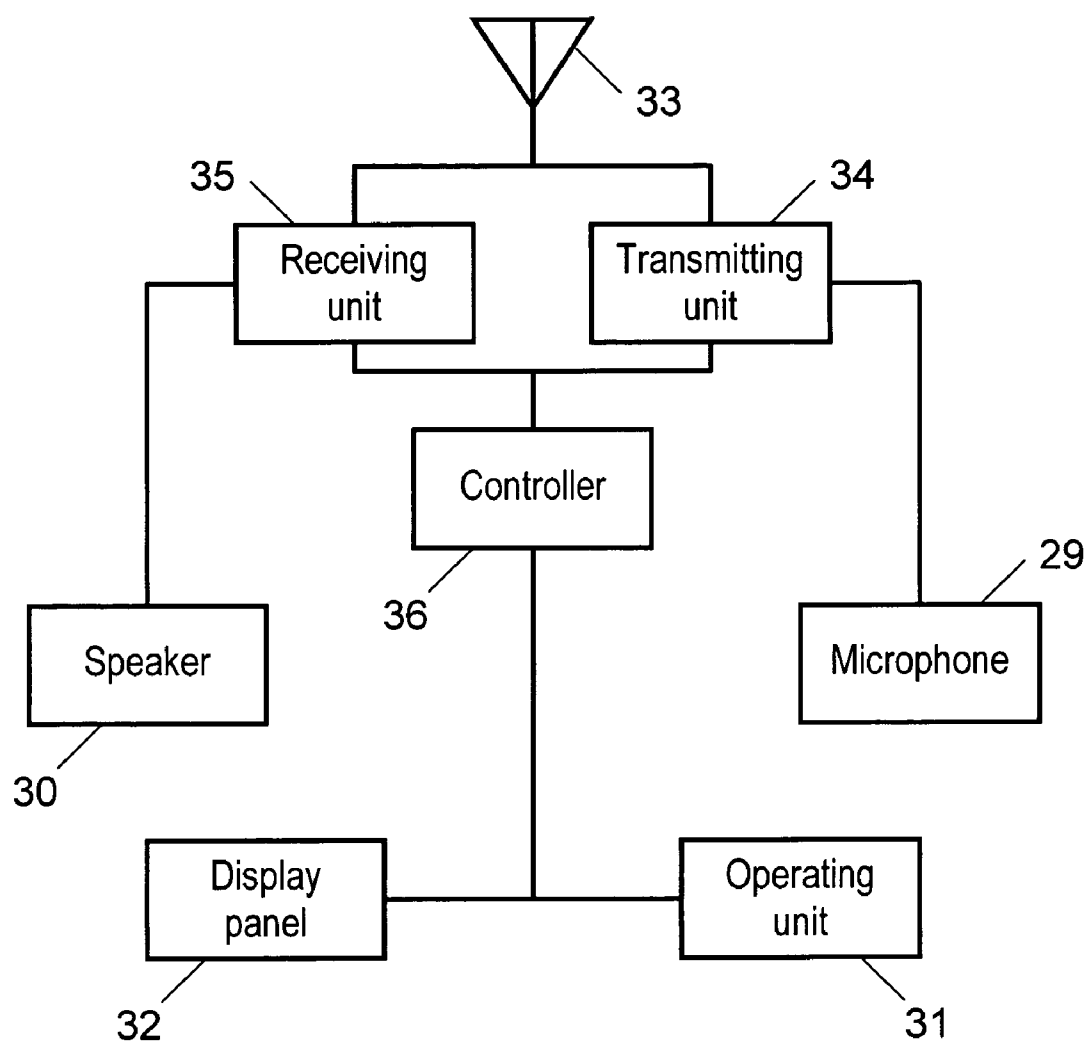 33
35
34
Receiving
unit
Transmitting
unit
Controller
36
29
Speaker
Microphone
30
Display
panel
Operating
unit
32
31